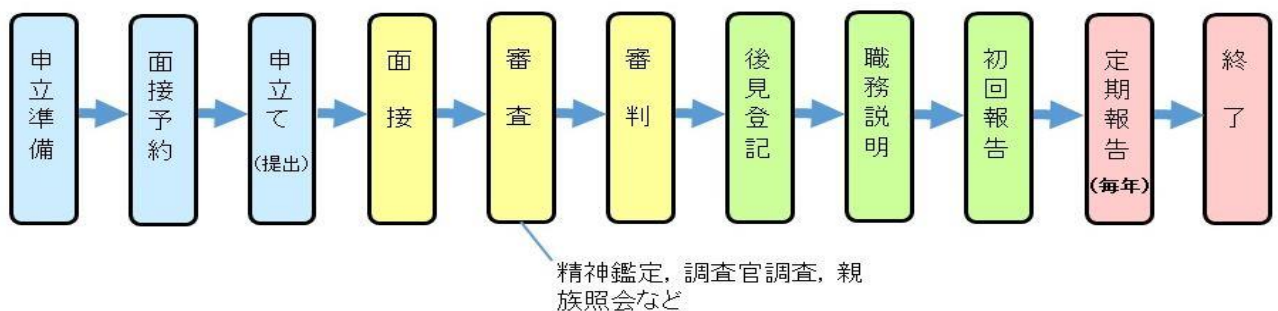 申立準備
面接予約
申立て
(提出)
面接
審査
審判
後見登記
職務説明
初回報告
定期報告
(毎年)
終了
精神鑑定, 調査官調査, 親
族照会など